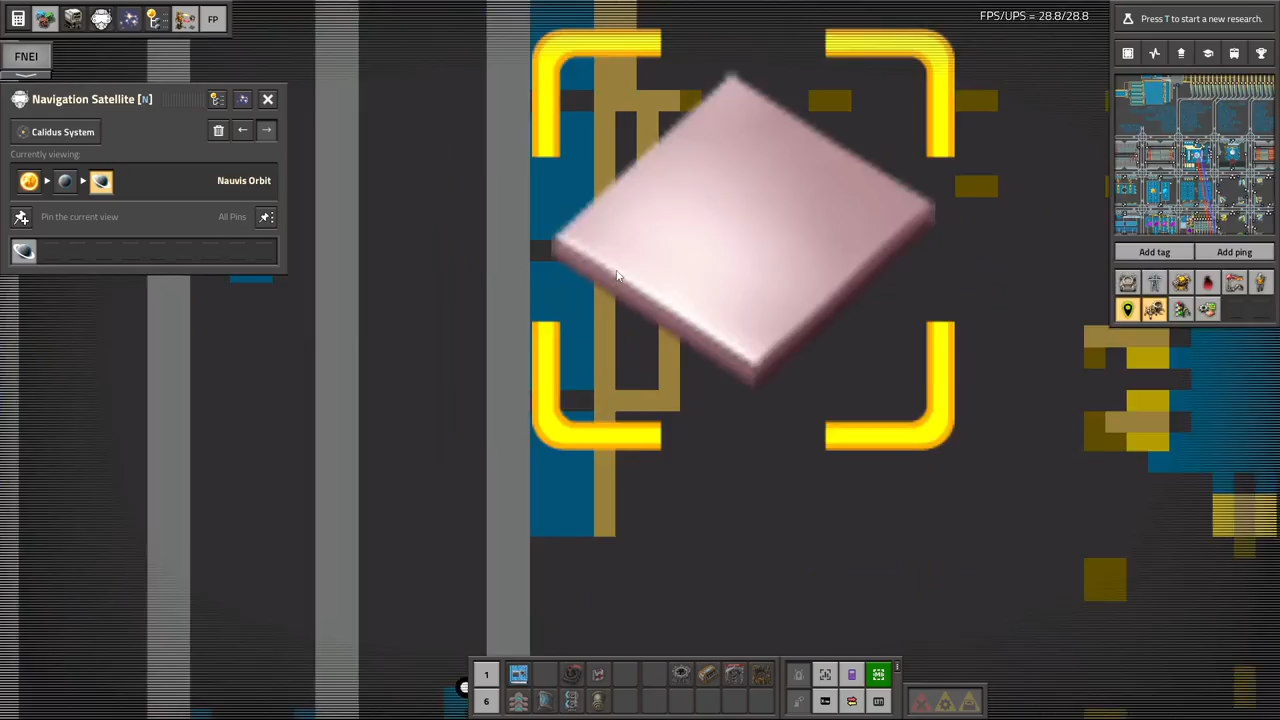 FP
FPS/UPS = 28.8/28.8
Press T to start a new research.
FNEI
Navigation Satellite [N]
Calidus System
Currently viewing:
Nauvis Orbit
Pin the current view
All Pins
Add tag
Add ping
1
6